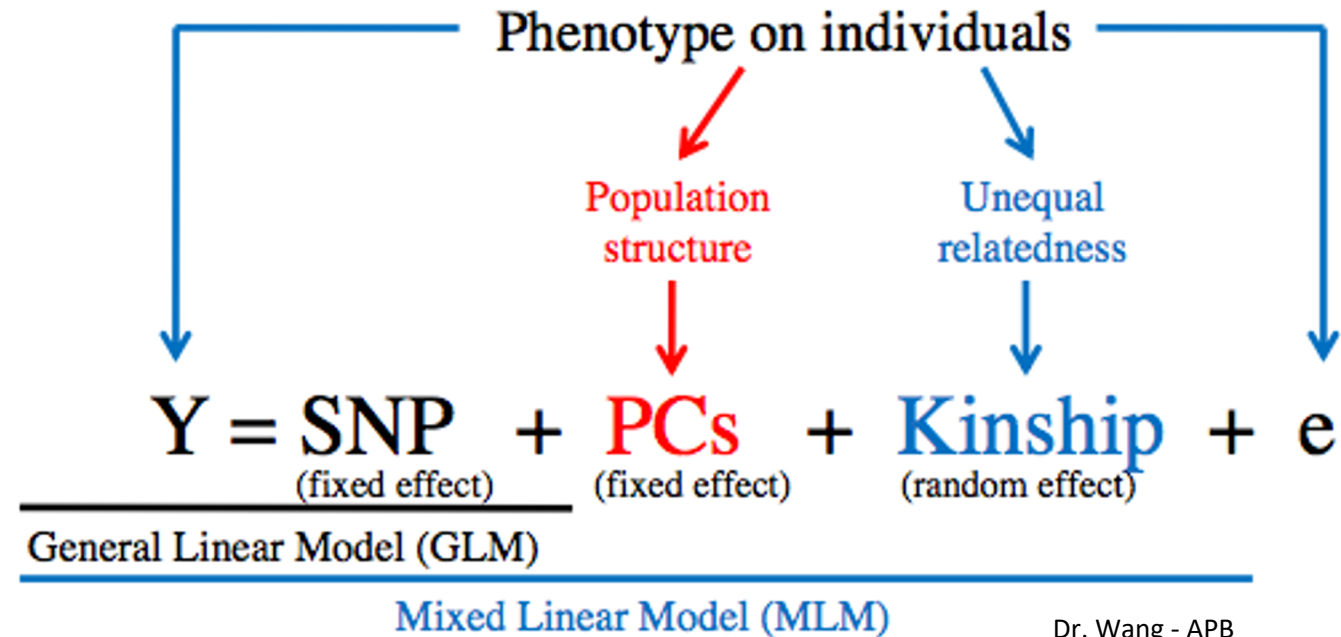 Phenotype on individuals
Population
structure
Unequal
relatedness
Y = SNP + PCs + Kinship + e
(fixed effect) (fixed effect) (random effect)
General Linear Model (GLM)
Mixed Linear Model (MLM)
Dr. Wang - APB